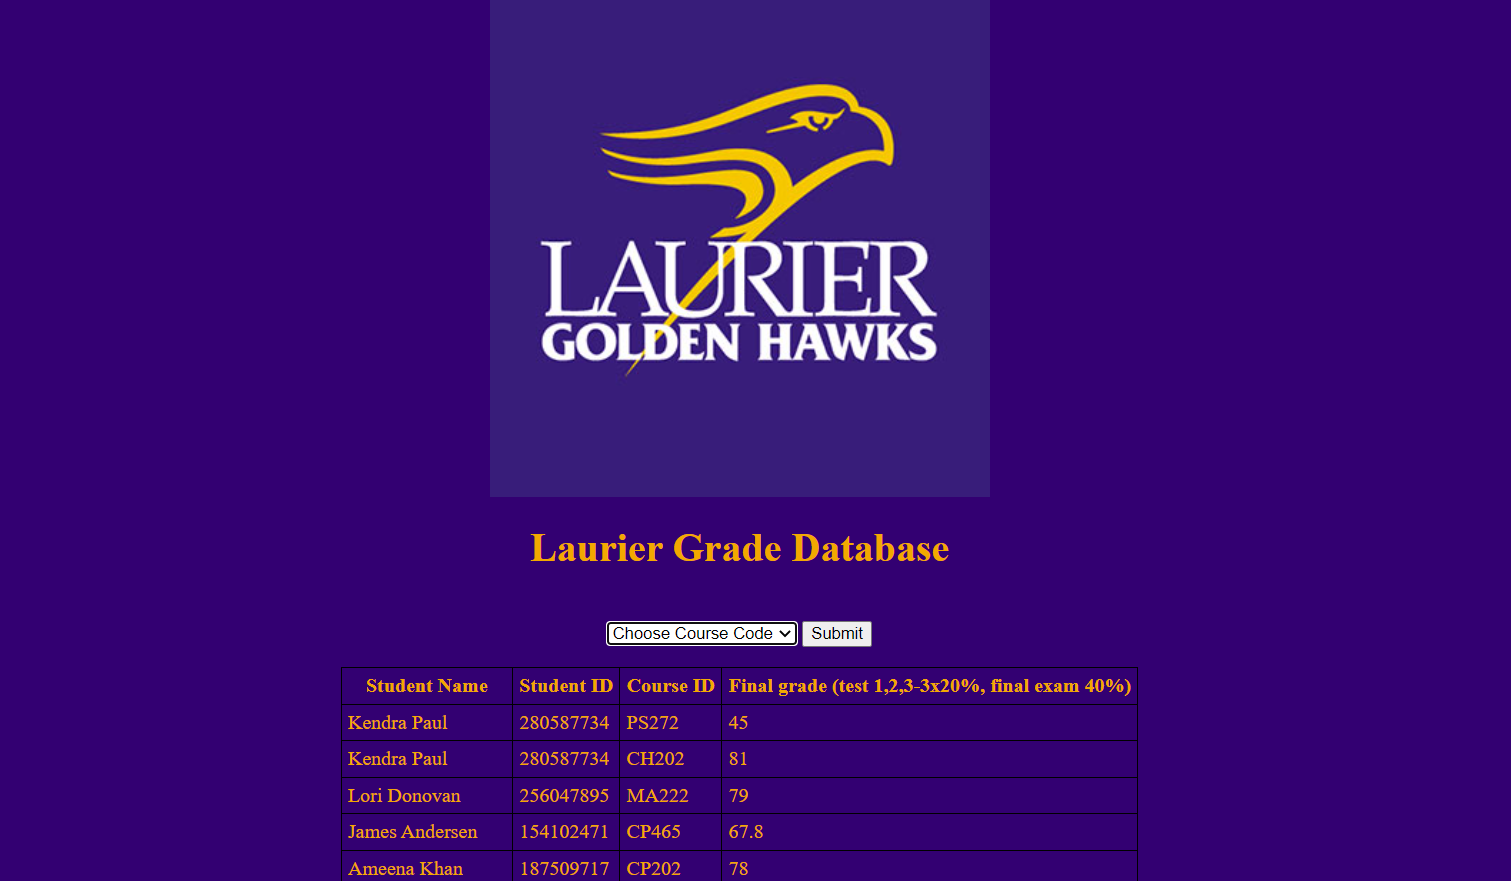 LAURIER
GOLDEN HAWKS
Laurier Grade Database
Choose Course Code Submit
Student Name Student ID Course ID Final grade (test 1,2,3-3x20%, final exam 40%)
Kendra Paul 280587734 PS272 45
Kendra Paul 280587734 CH202 81
Lori Donovan 256047895 MA222 79
James Andersen 154102471 CP465 67.8
Ameena Khan 187509717 CP202 78